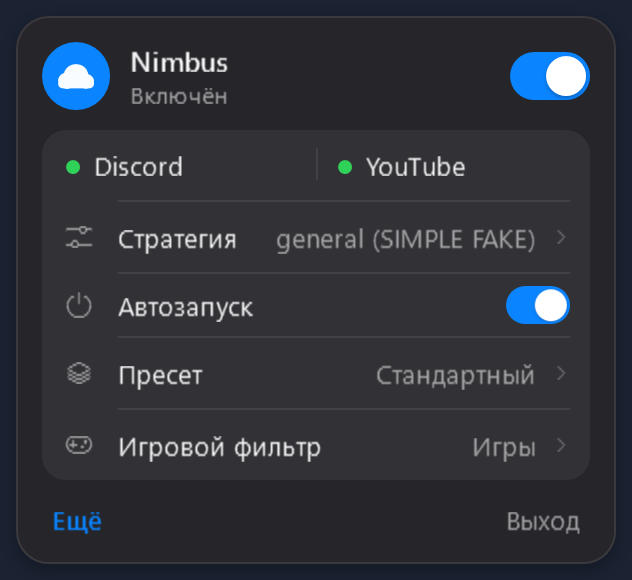 Nimbus
Включён
Discord YouTube
Стратегия general (SIMPLE FAKE)
Автозапуск
Пресет Стандартный
Игровой фильтр Игры
Ещё Выход